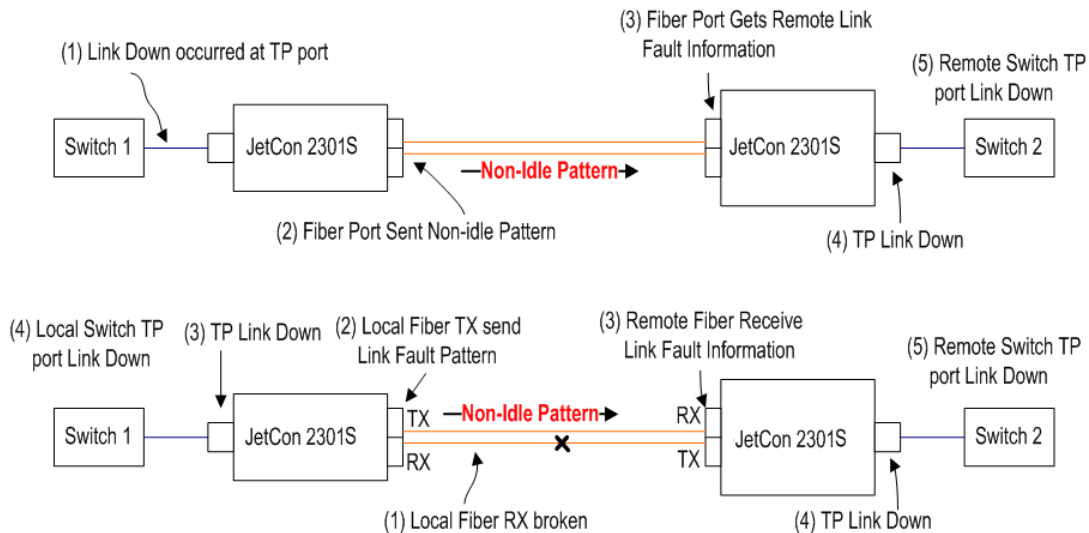 (1) Link Down occurred at TP port
(3) Fiber Port Gets Remote Link
Fault Information
(5) Remote Switch TP
port Link Down
Switch 1
JetCon 2301S
Non-Idle Pattern
JetCon 2301S
Switch 2
(2) Fiber Port Sent Non-idle Pattern
(4) TP Link Down
(4) Local Switch TP
port Link Down
(3) TP Link Down
(2) Local Fiber TX send
Link Fault Pattern
(3) Remote Fiber Receive
Link Fault Information
(5) Remote Switch TP
port Link Down
Switch 1
JetCon 2301S
TX
RX
Non-Idle Pattern
RX
TX
JetCon 2301S
Switch 2
(1) Local Fiber RX broken
(4) TP Link Down